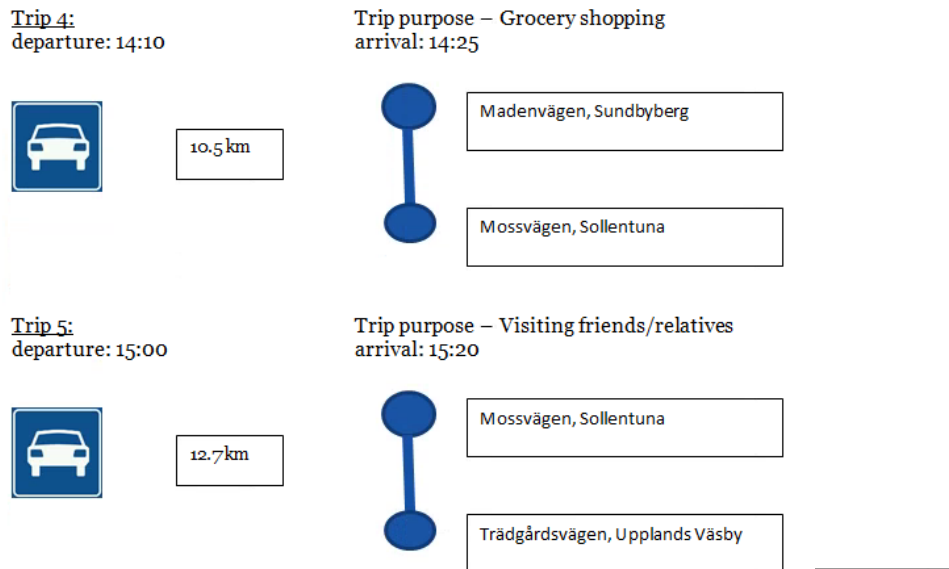 Trip 4:
Trip purpose – Grocery shopping
departure: 14:10
arrival: 14:25
10.5 km
Madenvägen, Sundbyberg
Mossvägen, Sollentuna
Trip 5:
Trip purpose – Visiting friends/relatives
departure: 15:00
arrival: 15:20
12.7km
Mossvägen, Sollentuna
Trädgårdsvägen, Upplands Väsby